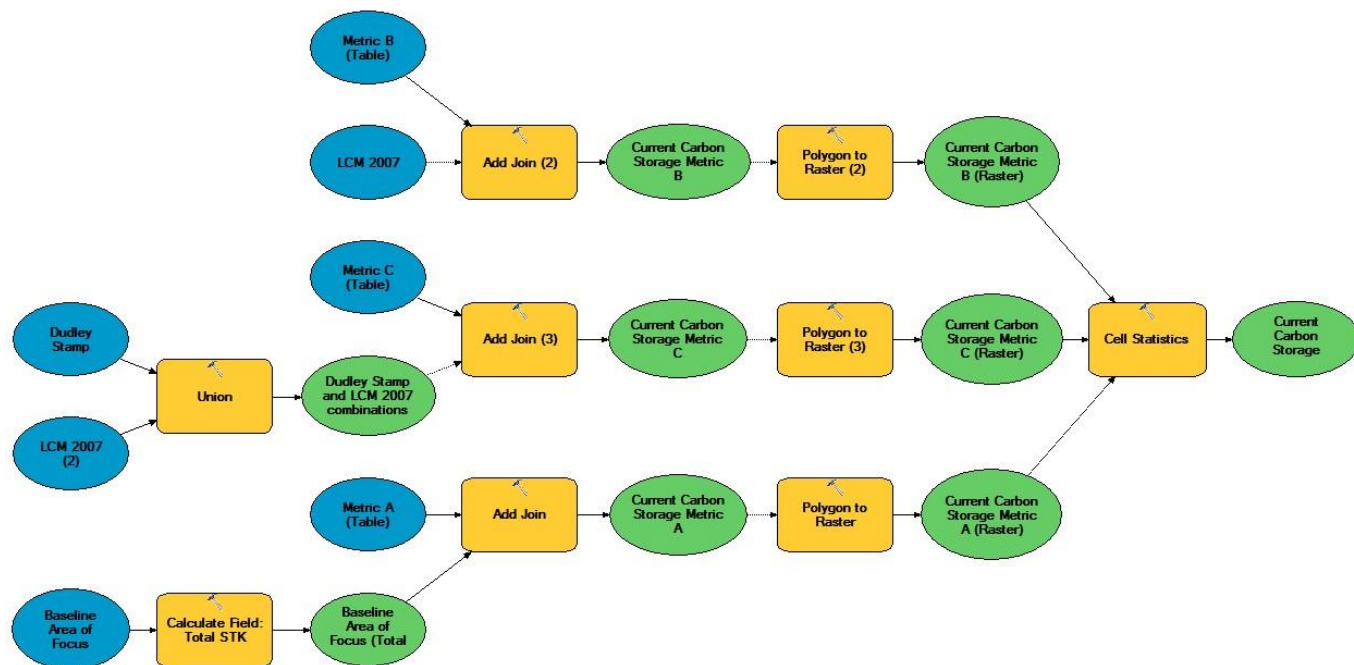 Metric B
(Table)
LCM 2007
Add Join (2)
Current Carbon
Storage Metric
B
Polygon to
Raster (2)
Current Carbon
Storage Metric
B (Raster)
Metric C
(Table)
Dudley
Stamp
Union
LCM 2007
(2)
Dudley Stamp
and LCM 2007
combinations
Add Join (3)
Current Carbon
Storage Metric
C
Polygon to
Raster (3)
Current Carbon
Storage Metric
C (Raster)
Cell Statistics
Current
Carbon
Storage
Metric A
(Table)
Add Join
Current Carbon
Storage Metric
A
Polygon to
Raster
Current Carbon
Storage Metric
A (Raster)
Baseline
Area of
Focus
Calculate Field:
Total STK
Baseline
Area of
Focus (Total